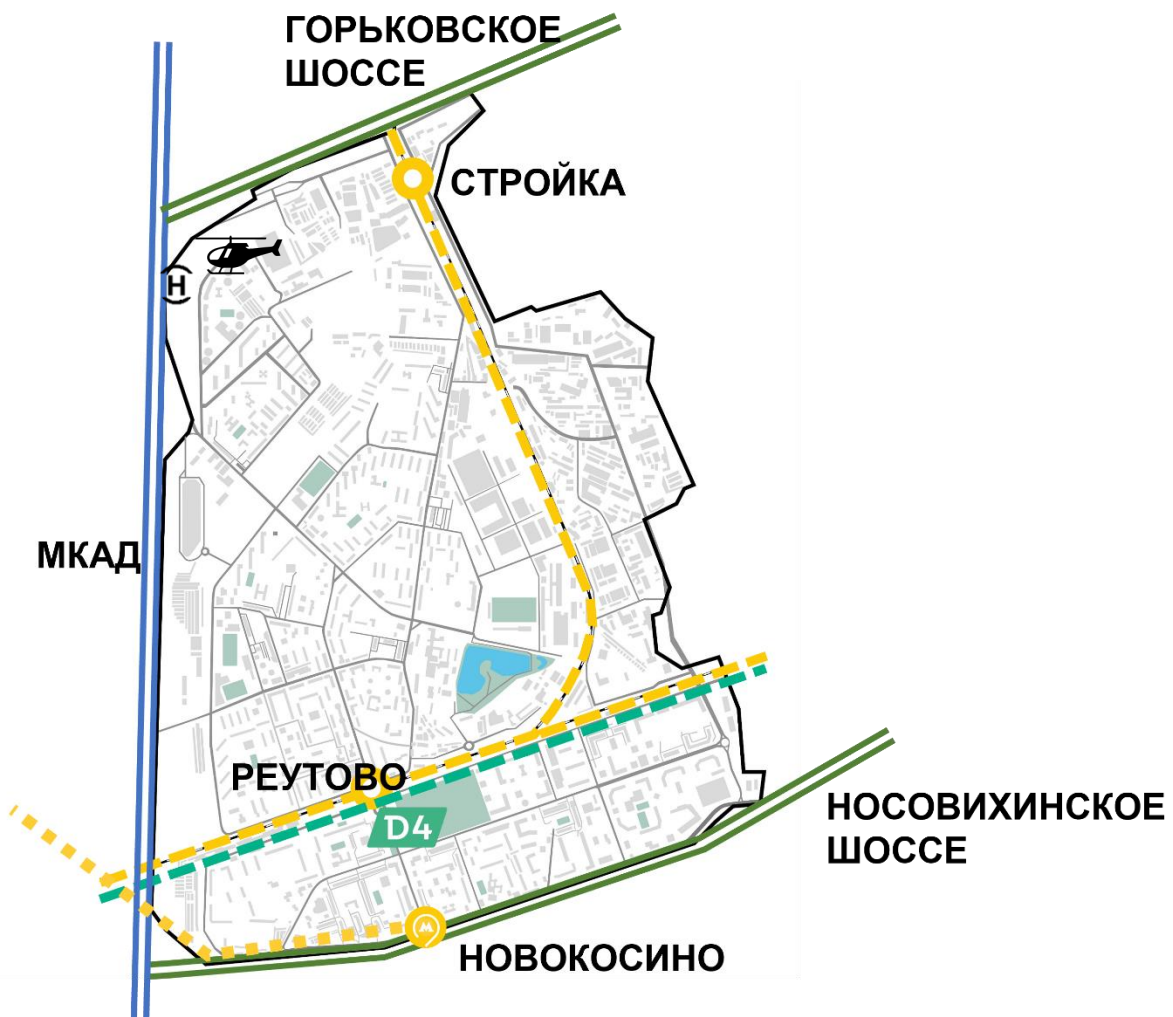 ГОРЬКОВСКОЕ
ШОССЕ
СТРОЙКА
H
МКАД
РЕУТОВО
D4
НОСОВИХИНСКОЕ
ШОССЕ
М
НОВОКОСИНО